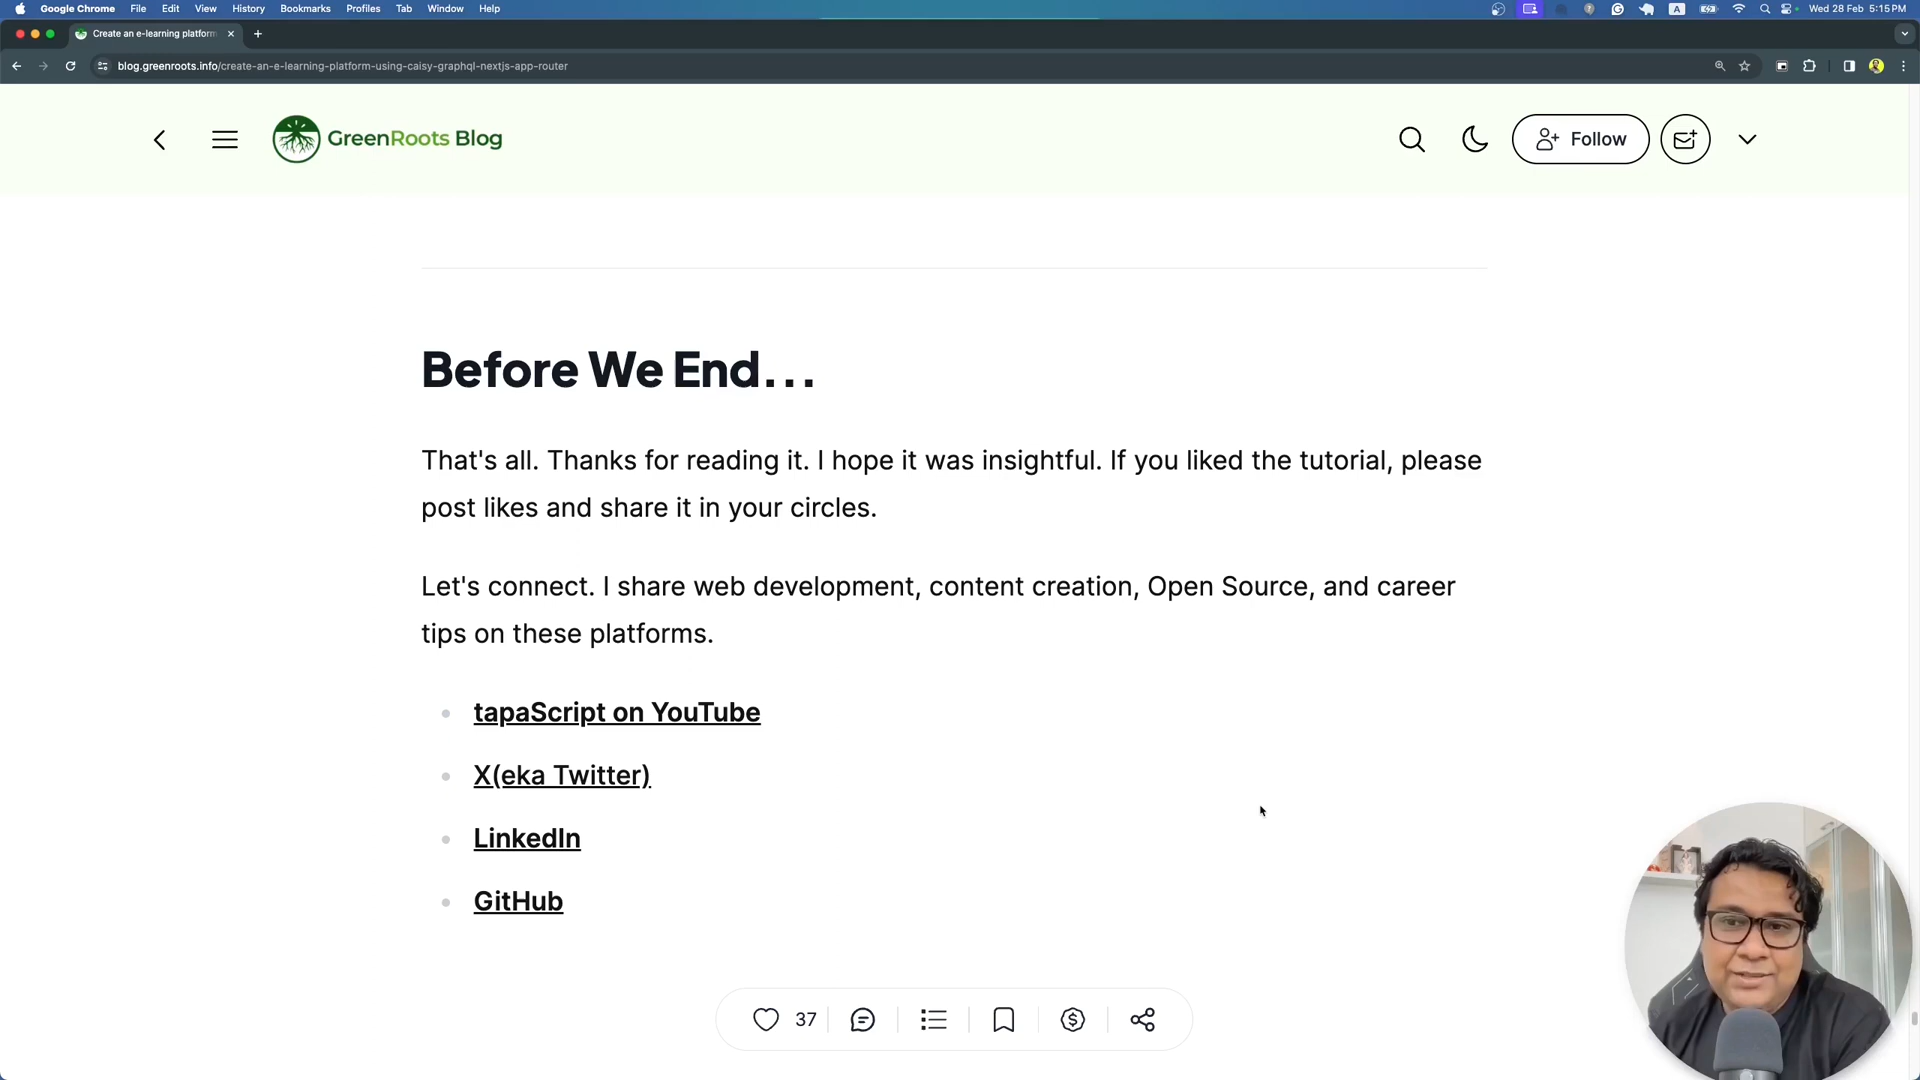 Google Chrome File Edit View History Bookmarks Profiles Tab Window Help
A
Wed 28 Feb 5:15 PM
Create an e-learning platform
blog.greenroots.info/create-an-e-learning-platform-using-caisy-graphql-nextjs-app-router
GreenRoots Blog
Follow
Before We End...
That's all. Thanks for reading it. I hope it was insightful. If you liked the tutorial, please
post likes and share it in your circles.
Let's connect. I share web development, content creation, Open Source, and career
tips on these platforms.
tapaScript on YouTube
X(eka Twitter)
LinkedIn
GitHub
37